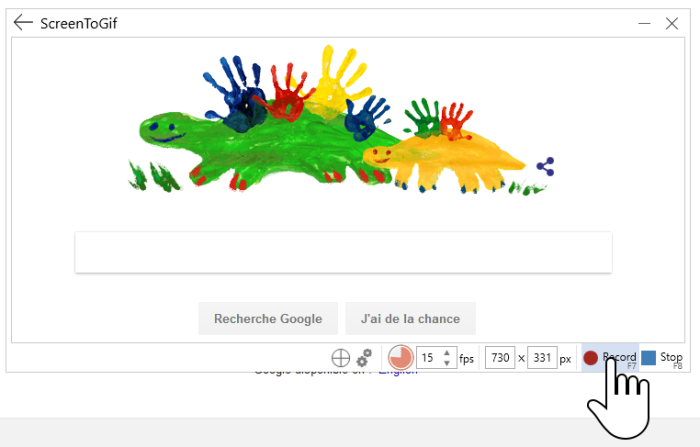 ScreenToGif
Recherche Google
J'ai de la chance
15 fps 730 x 331 px Record F7 Stop F8
Google disponible en : English